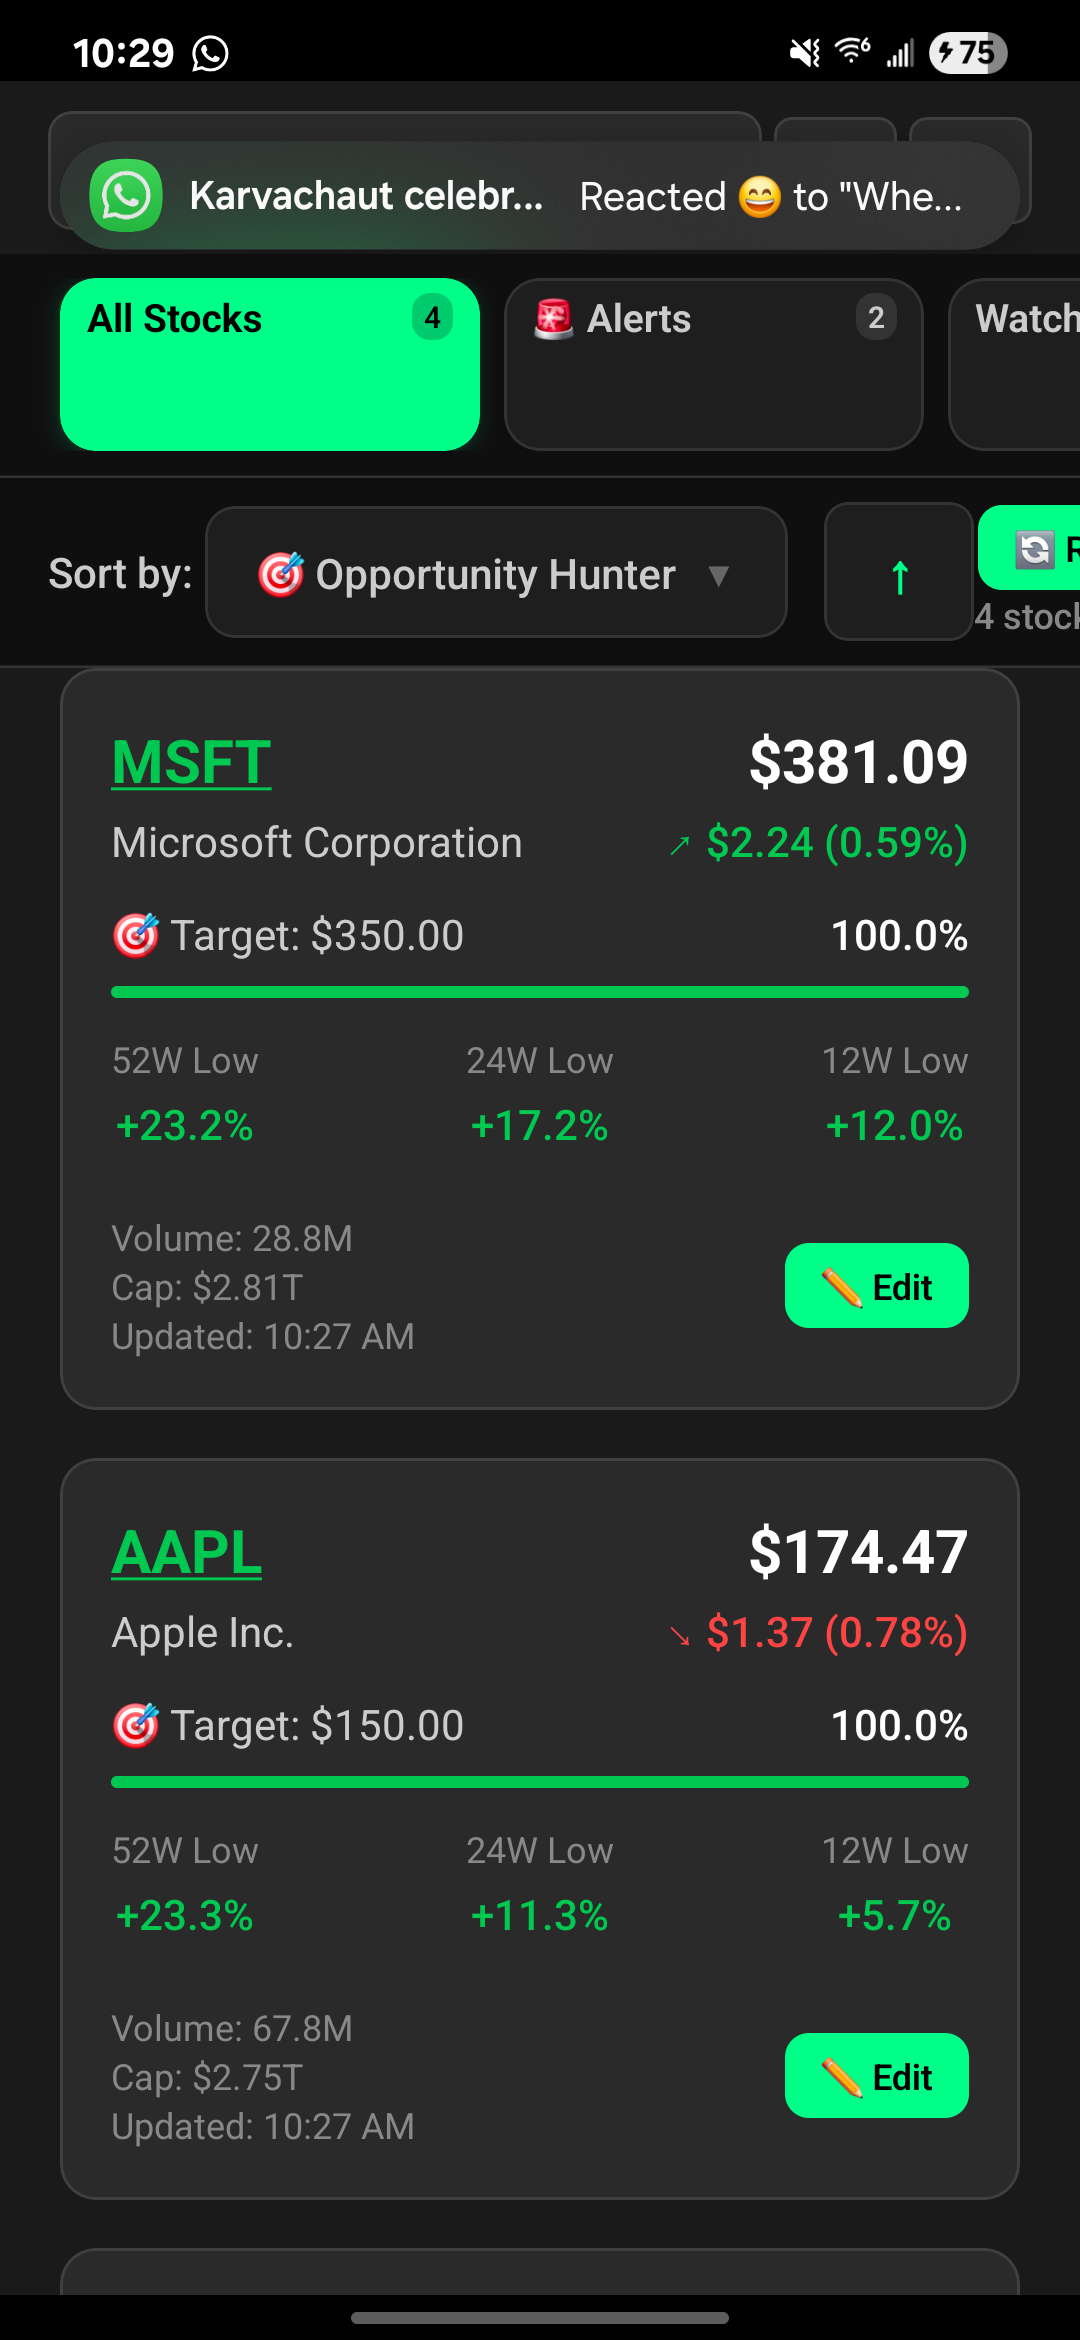 10:29
75
Karvachaut celebr... Reacted 😄 to "Whe...
All Stocks 4
🚨 Alerts 2
Watch
Sort by: 🎯 Opportunity Hunter ▼ ↑
4 stock
MSFT $381.09
Microsoft Corporation ↗ $2.24 (0.59%)
🎯 Target: $350.00 100.0%
52W Low 24W Low 12W Low
+23.2% +17.2% +12.0%
Volume: 28.8M
Cap: $2.81T
Updated: 10:27 AM
✏️ Edit
AAPL $174.47
Apple Inc. ↘ $1.37 (0.78%)
🎯 Target: $150.00 100.0%
52W Low 24W Low 12W Low
+23.3% +11.3% +5.7%
Volume: 67.8M
Cap: $2.75T
Updated: 10:27 AM
✏️ Edit